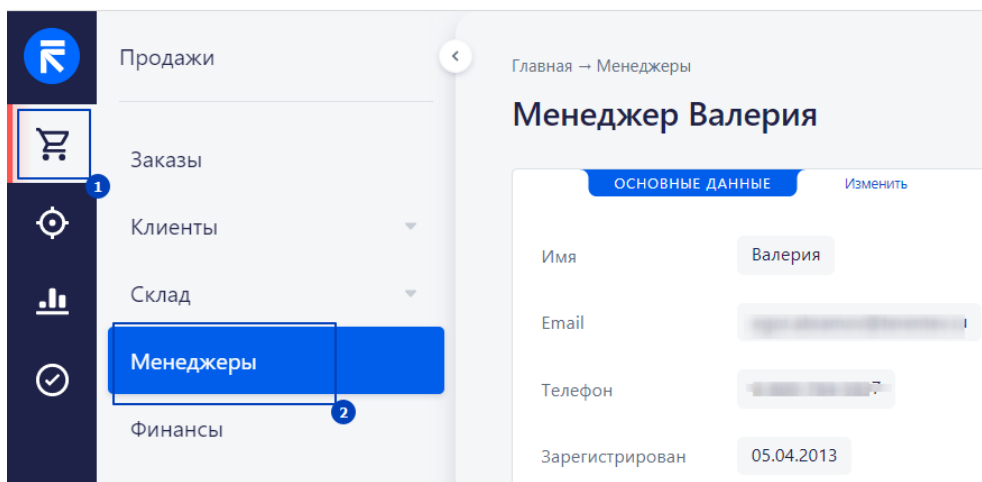 Продажи
Заказы
Клиенты
Склад
Менеджеры
Финансы
1
2
Главная → Менеджеры
Менеджер Валерия
ОСНОВНЫЕ ДАННЫЕ Изменить
Имя Валерия
Email
Телефон
Зарегистрирован 05.04.2013